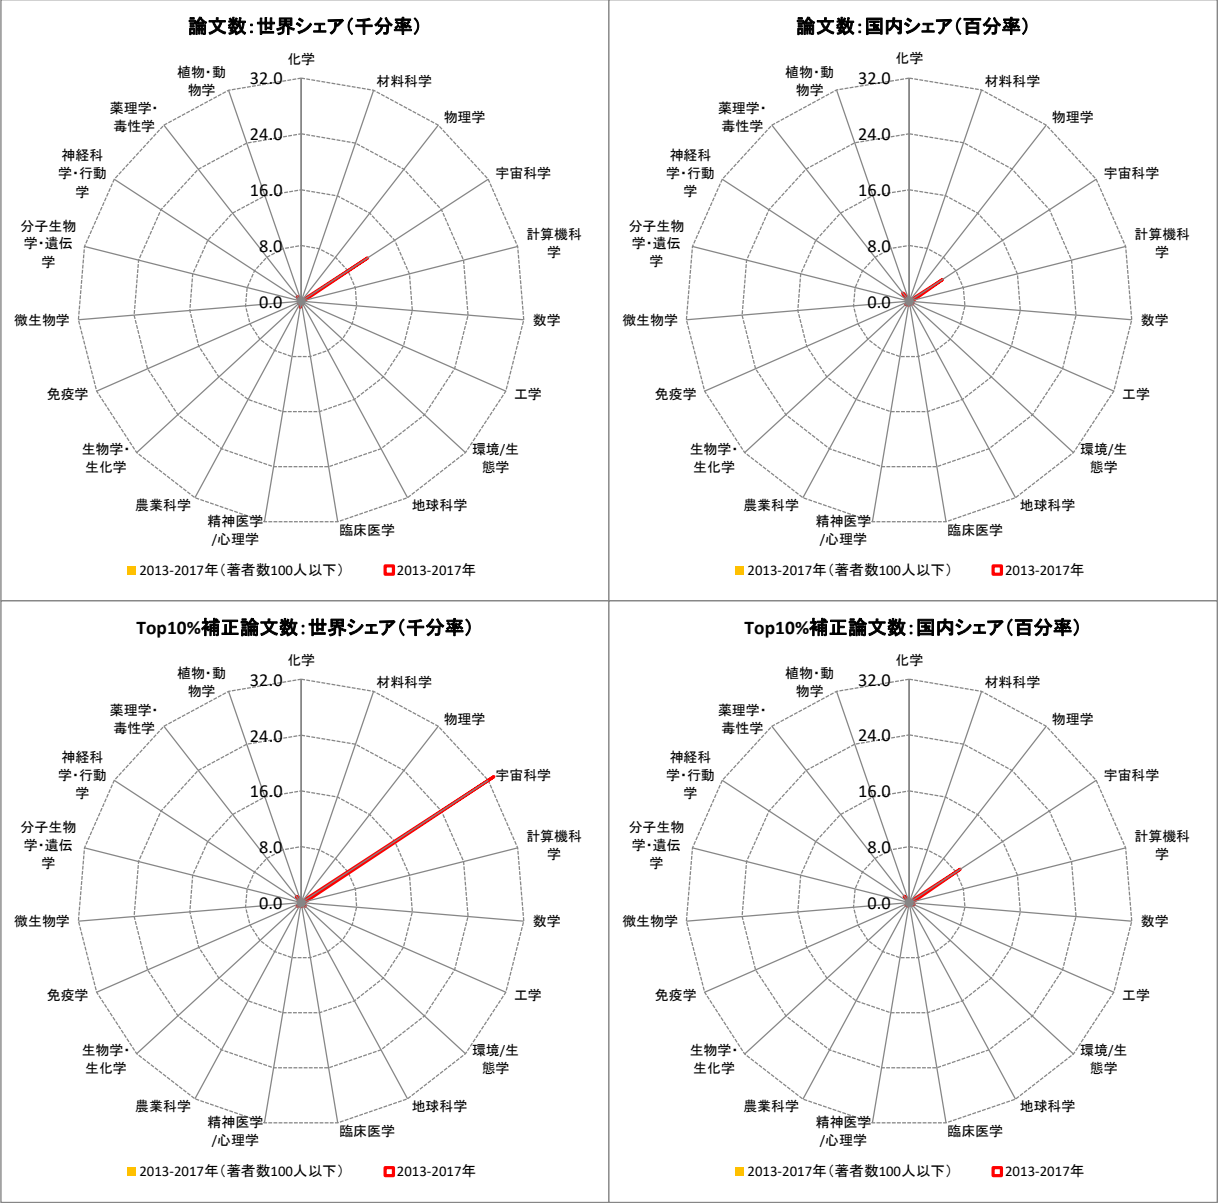 論文数：世界シェア（千分率）
化学
材料科学
物理学
宇宙科学
計算機科
学
数学
工学
環境/生
態学
地球科学
臨床医学
精神医学
/心理学
農業科学
生物学・
生化学
免疫学
微生物学
分子生物
学・遺伝
学
神経科
学・行動
学
薬理学・
毒性学
植物・動
物学
32.0
24.0
16.0
8.0
0.0
2013-2017年（著者数100人以下）
2013-2017年
論文数：国内シェア（百分率）
化学
材料科学
物理学
宇宙科学
計算機科
学
数学
工学
環境/生
態学
地球科学
臨床医学
精神医学
/心理学
農業科学
生物学・
生化学
免疫学
微生物学
分子生物
学・遺伝
学
神経科
学・行動
学
薬理学・
毒性学
植物・動
物学
32.0
24.0
16.0
8.0
0.0
2013-2017年（著者数100人以下）
2013-2017年
Top10%補正論文数：世界シェア（千分率）
化学
材料科学
物理学
宇宙科学
計算機科
学
数学
工学
環境/生
態学
地球科学
臨床医学
精神医学
/心理学
農業科学
生物学・
生化学
免疫学
微生物学
分子生物
学・遺伝
学
神経科
学・行動
学
薬理学・
毒性学
植物・動
物学
32.0
24.0
16.0
8.0
0.0
2013-2017年（著者数100人以下）
2013-2017年
Top10%補正論文数：国内シェア（百分率）
化学
材料科学
物理学
宇宙科学
計算機科
学
数学
工学
環境/生
態学
地球科学
臨床医学
精神医学
/心理学
農業科学
生物学・
生化学
免疫学
微生物学
分子生物
学・遺伝
学
神経科
学・行動
学
薬理学・
毒性学
植物・動
物学
32.0
24.0
16.0
8.0
0.0
2013-2017年（著者数100人以下）
2013-2017年